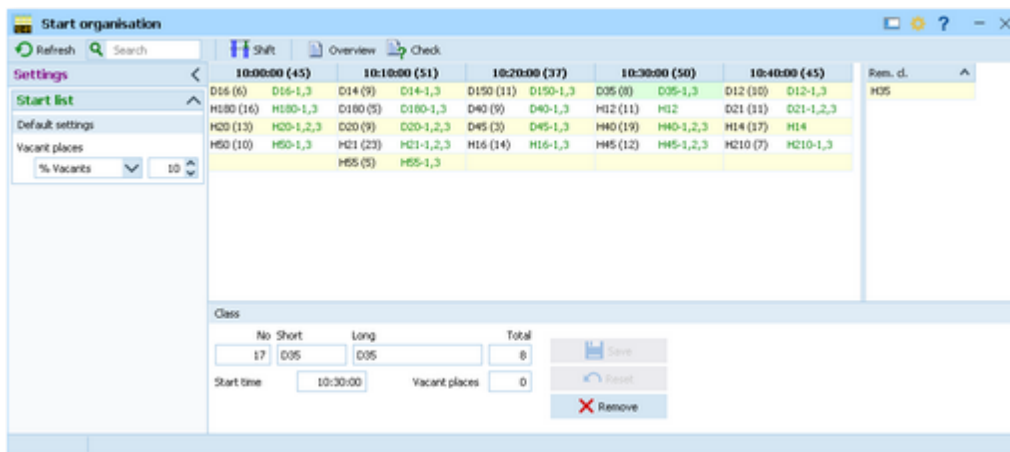 Start organisation
Refresh Search Shift Overview Check
Settings
Start list
Default settings
Vacant places
% Vacants 10
10:00:00 (45) 10:10:00 (51) 10:20:00 (37) 10:30:00 (50) 10:40:00 (45)
D16 (6) D16-1,3 D14 (9) D14-1,3 D150 (11) D150-1,3 D35 (8) D35-1,3 D12 (10) D12-1,3
H180 (16) H180-1,3 D180 (5) D180-1,3 D40 (9) D40-1,3 H12 (11) H12 D21 (11) D21-1,2,3
H20 (13) H20-1,2,3 D20 (9) D20-1,2,3 D45 (3) D45-1,3 H40 (19) H40-1,2,3 H14 (17) H14
H50 (10) H50-1,3 H21 (23) H21-1,2,3 H16 (14) H16-1,3 H45 (12) H45-1,2,3 H210 (7) H210-1,3
H55 (5) H55-1,3
Rem. cl.
H35
Class
No Short Long Total
17 D35 D35 8
Start time 10:30:00 Vacant places 0
Save
Reset
Remove